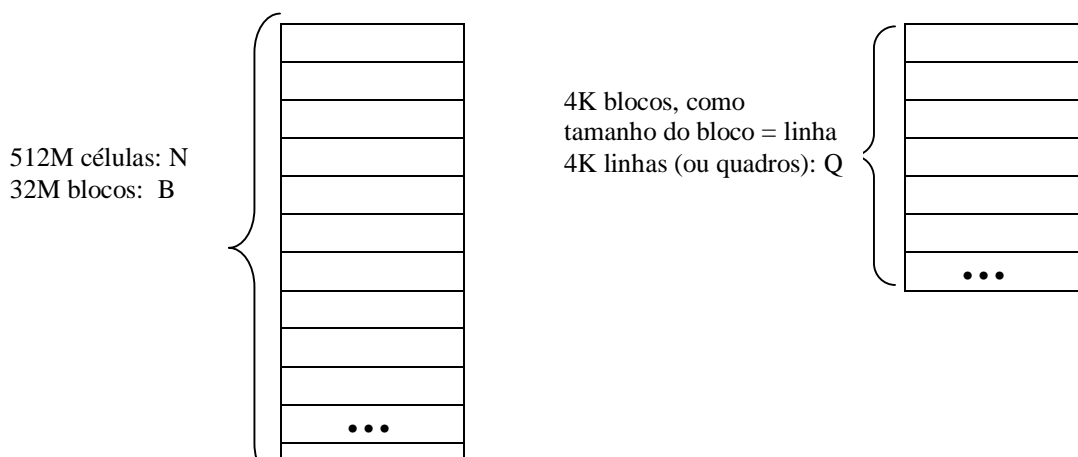 512M células: N
32M blocos: B
•••
4K blocos, como
tamanho do bloco = linha
4K linhas (ou quadros): Q
•••